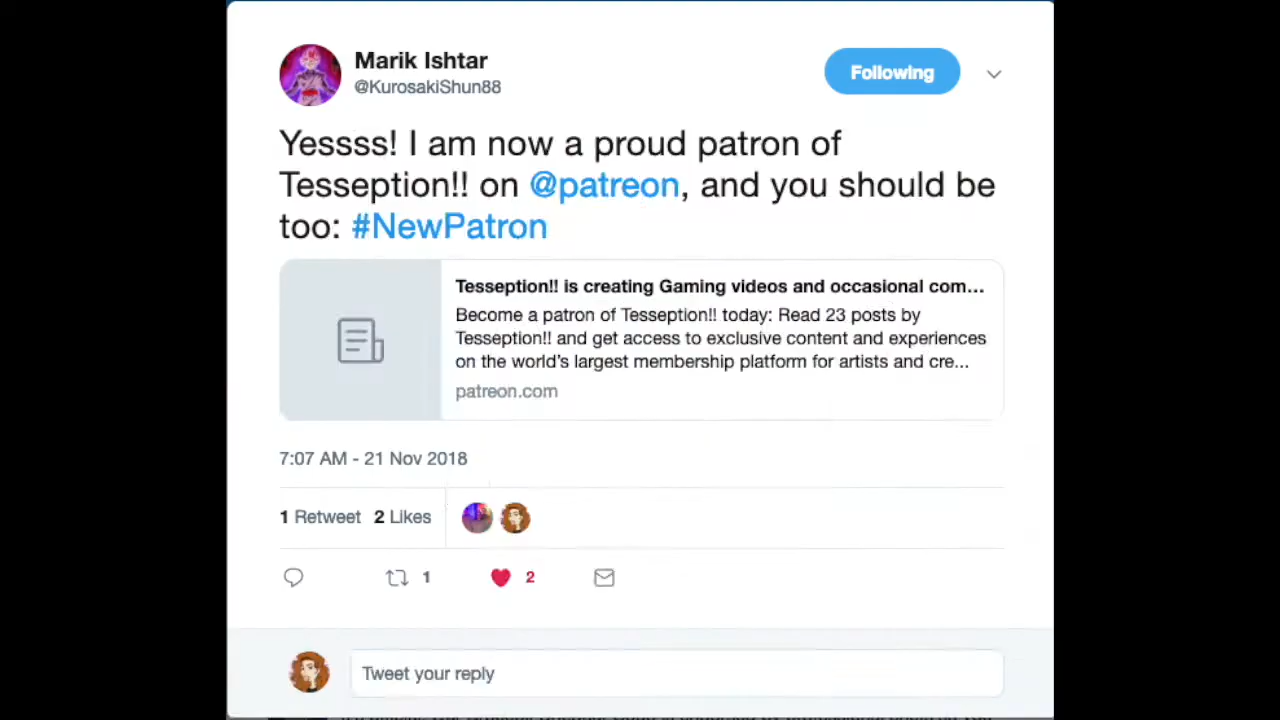 Marik Ishtar
@KurosakiShun88
Following
Yessss! I am now a proud patron of
Tesseption!! on @patreon, and you should be
too: #NewPatron
Tesseption!! is creating Gaming videos and occasional com...
Become a patron of Tesseption!! today: Read 23 posts by
Tesseption!! and get access to exclusive content and experiences
on the world's largest membership platform for artists and cre...
patreon.com
7:07 AM - 21 Nov 2018
1 Retweet 2 Likes
1 2
Tweet your reply